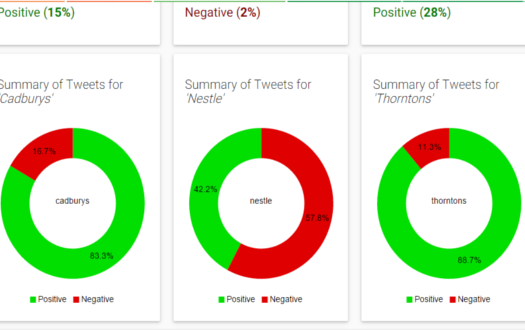 Positive (15%)
Negative (2%)
Positive (28%)
Summary of Tweets for
'Cadburys'
Summary of Tweets for
'Nestle'
Summary of Tweets for
'Thorntons'
16.7%
cadburys
83.3%
42.2%
nestle
57.8%
11.3%
thorntons
88.7%
Positive Negative
Positive Negative
Positive Negative